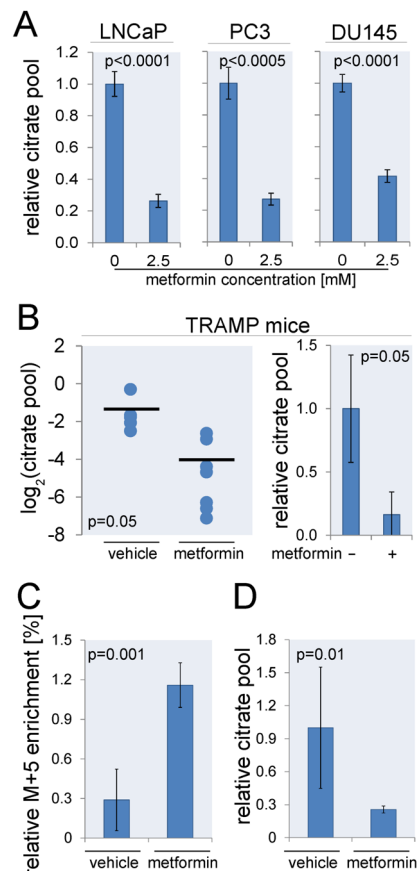 A
LNCaP PC3 DU145
relative citrate pool
1.2
1.0
0.8
0.6
0.4
0.2
0.0
p<0.0001 p<0.0005 p<0.0001
0 2.5 0 2.5 0 2.5
metformin concentration [mM]
B
TRAMP mice
log2(citrate pool)
2
0
-2
-4
-6
-8
p=0.05
vehicle metformin
relative citrate pool
1.5
1.0
0.5
0.0
p=0.05
metformin − +
C
relative M+5 enrichment [%]
1.5
1.2
0.9
0.6
0.3
0
p=0.001
vehicle metformin
D
relative citrate pool
1.8
1.5
1.2
0.9
0.6
0.3
0
p=0.01
vehicle metformin